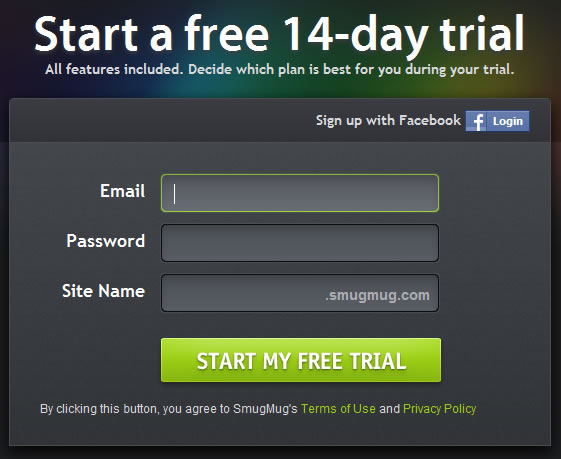 Start a free 14-day trial
All features included. Decide which plan is best for you during your trial.
Sign up with Facebook f Login
Email
Password
Site Name .smugmug.com
START MY FREE TRIAL
By clicking this button, you agree to SmugMug's Terms of Use and Privacy Policy